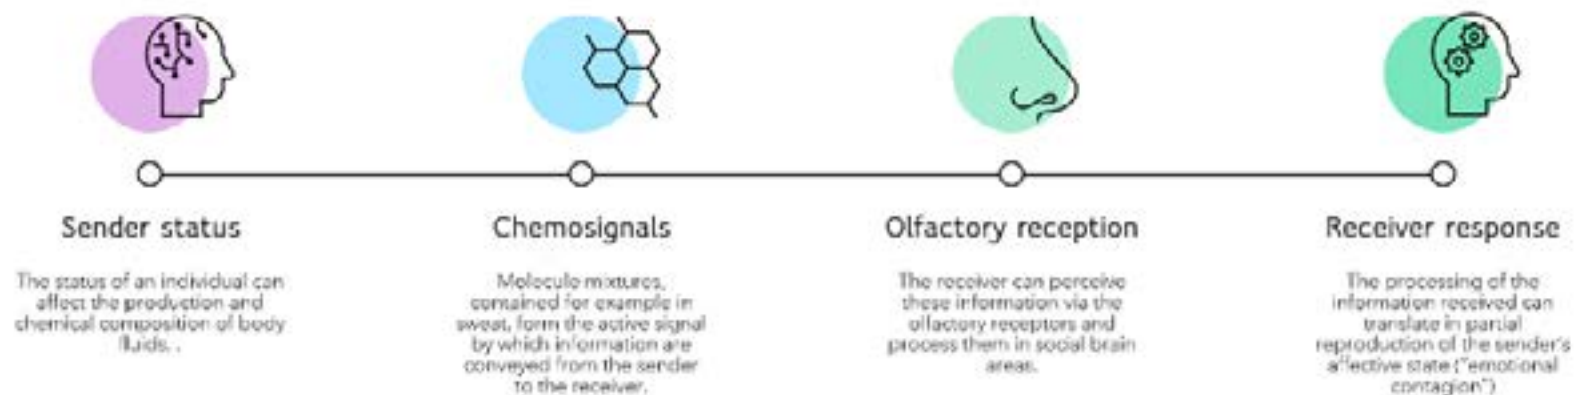 Sender status
The status of an individual can
affect the production and
chemical composition of body
fluids. .
Chemosignals
Molecule mixtures,
contained for example in
sweat, form the active signal
by which information are
conveyed from the sender
to the receiver.
Olfactory reception
The receiver can perceive
these information via the
olfactory receptors and
process them in social brain
areas.
Receiver response
The processing of the
information received can
translate in partial
reproduction of the sender's
affective state ("emotional
contagion")